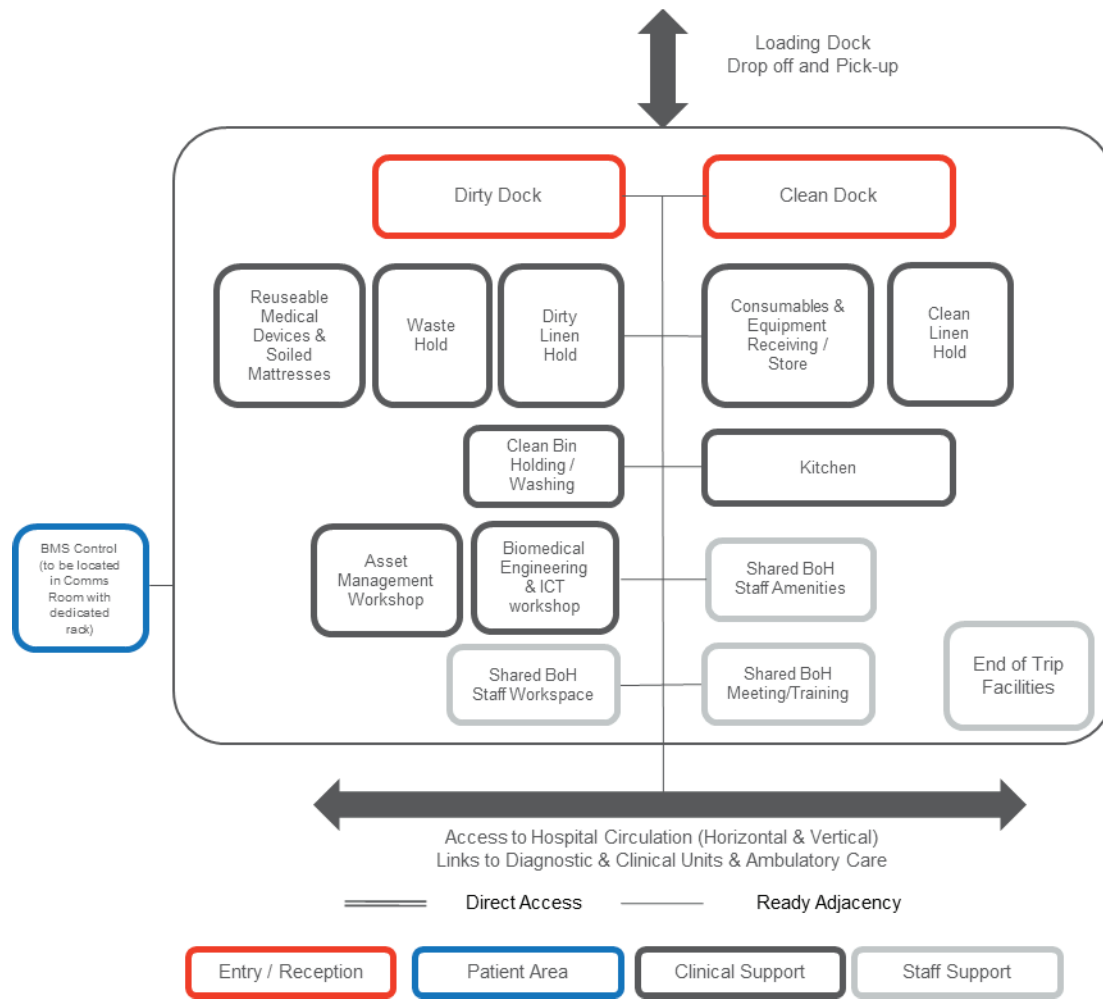 Loading Dock
Drop off and Pick-up
Dirty Dock
Clean Dock
Reuseable
Medical
Devices &
Soiled
Mattresses
Waste
Hold
Dirty
Linen
Hold
Consumables &
Equipment
Receiving /
Store
Clean
Linen
Hold
Clean Bin
Holding /
Washing
Kitchen
BMS Control
(to be located
in Comms
Room with
dedicated
rack)
Asset
Management
Workshop
Biomedical
Engineering
& ICT
workshop
Shared BoH
Staff Amenities
Shared BoH
Staff Workspace
Shared BoH
Meeting/Training
End of Trip
Facilities
Access to Hospital Circulation (Horizontal & Vertical)
Links to Diagnostic & Clinical Units & Ambulatory Care
Direct Access
Ready Adjacency
Entry / Reception
Patient Area
Clinical Support
Staff Support